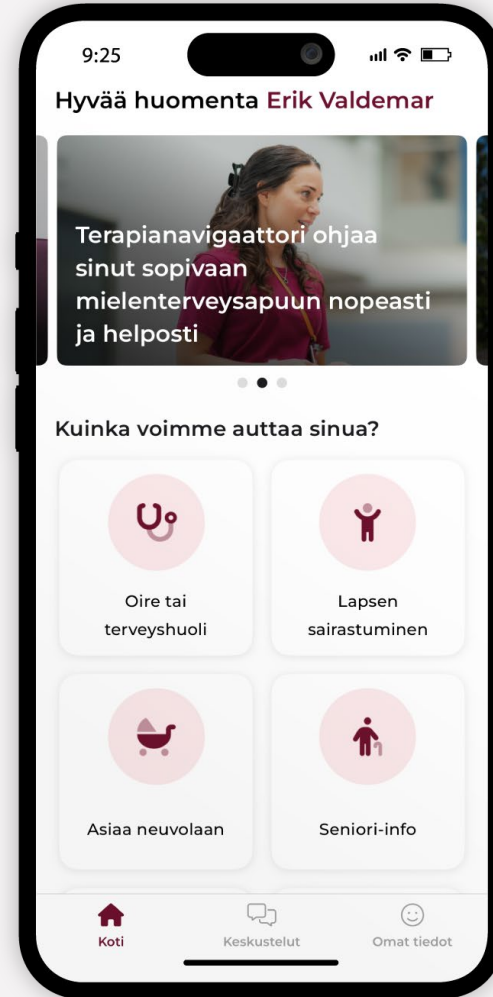 9:25
Hyvää huomenta Erik Valdemar
Terapianavigaattori ohjaa
sinut sopivaan
mielenterveysapuun nopeasti
ja helposti
Kuinka voimme auttaa sinua?
Oire tai
terveyshuoli
Lapsen
sairastuminen
Asiaa neuvolaan
Seniori-info
Koti
Keskustelut
Omat tiedot